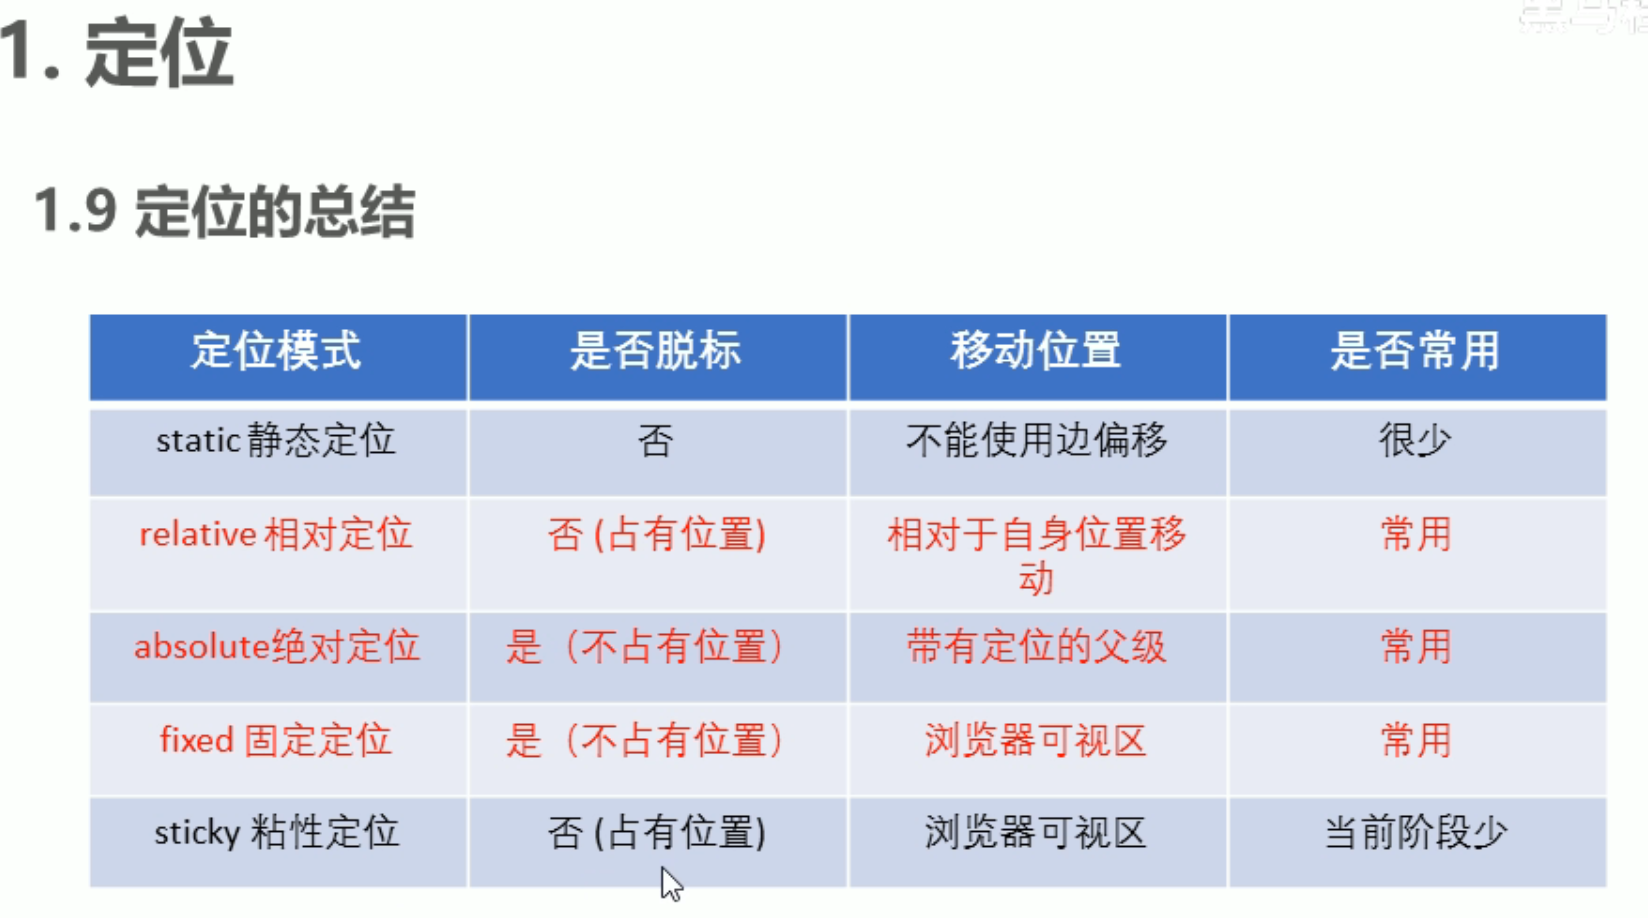 1. 定位
1.9 定位的总结
定位模式 是否脱标 移动位置 是否常用
static 静态定位 否 不能使用边偏移 很少
relative 相对定位 否 (占有位置) 相对于自身位置移
动 常用
absolute绝对定位 是（不占有位置） 带有定位的父级 常用
fixed 固定定位 是（不占有位置） 浏览器可视区 常用
sticky 粘性定位 否 (占有位置) 浏览器可视区 当前阶段少